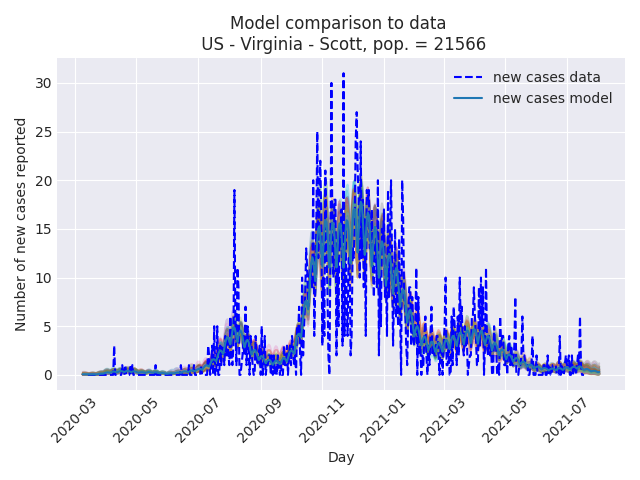 Model comparison to data
US - Virginia - Scott, pop. = 21566
new cases data
new cases model
Number of new cases reported
30
25
20
15
10
5
0
2020-03
2020-05
2020-07
2020-09
2020-11
2021-01
2021-03
2021-05
2021-07
Day